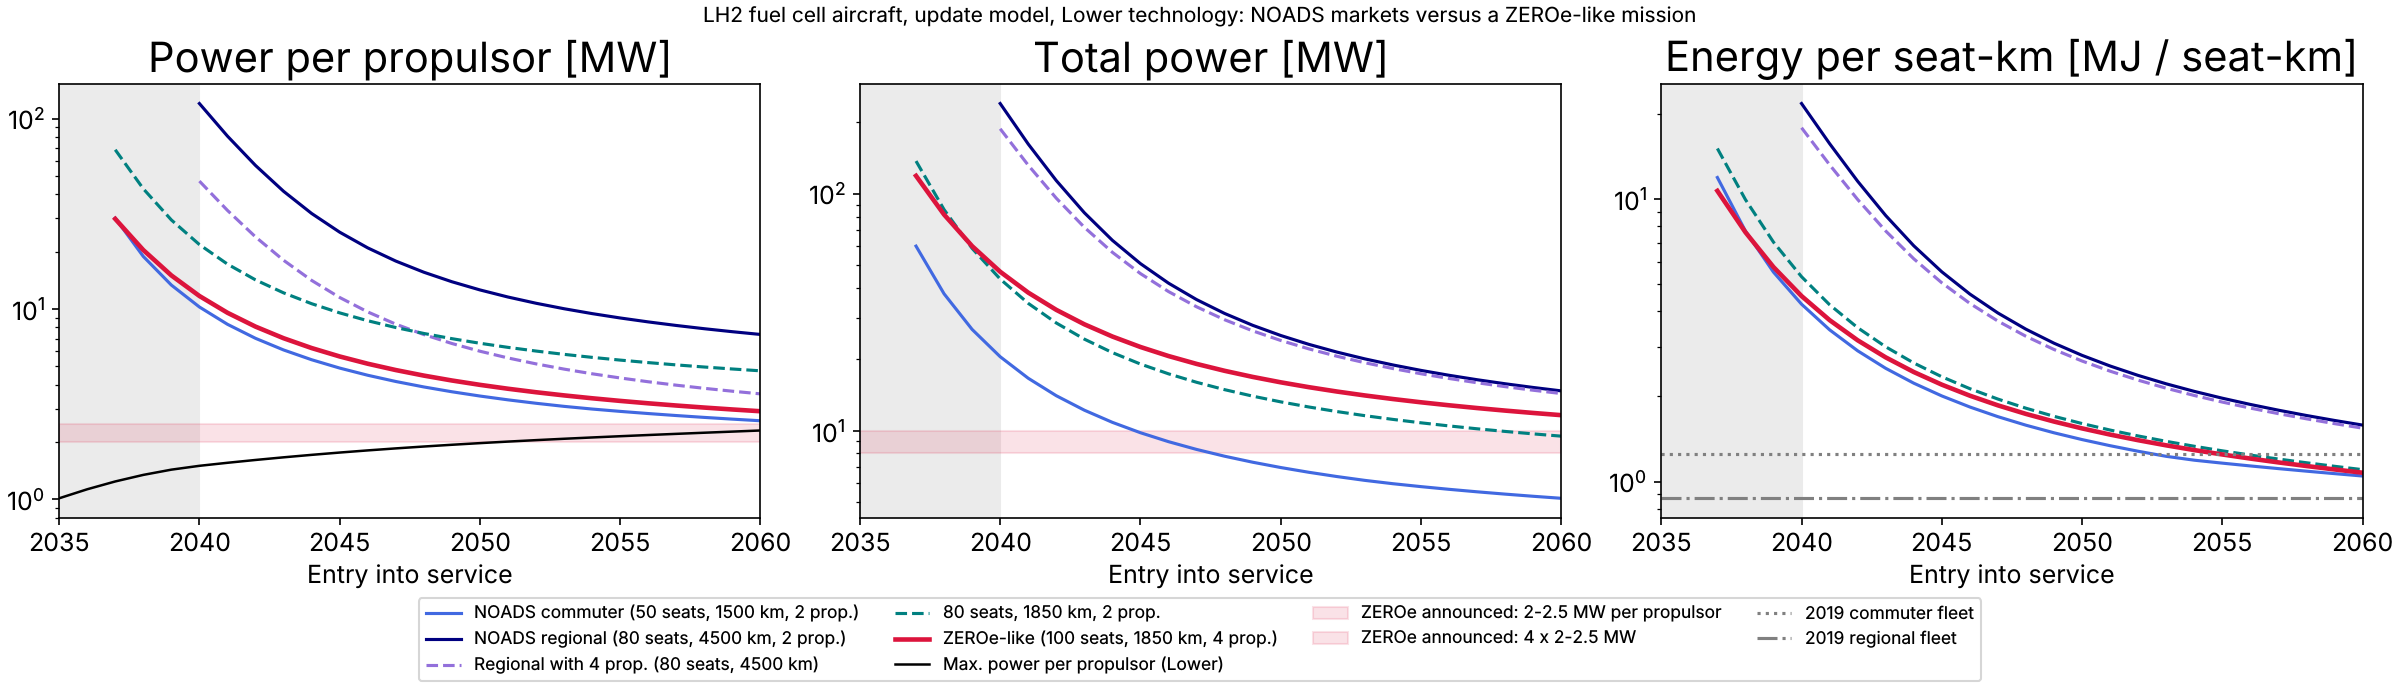 LH2 fuel cell aircraft, update model, Lower technology: NOADS markets versus a ZEROe-like mission
Power per propulsor [MW]
10²
10¹
10⁰
2035 2040 2045 2050 2055 2060
Entry into service
Total power [MW]
10²
10¹
2035 2040 2045 2050 2055 2060
Entry into service
Energy per seat-km [MJ / seat-km]
10¹
10⁰
2035 2040 2045 2050 2055 2060
Entry into service
NOADS commuter (50 seats, 1500 km, 2 prop.)
NOADS regional (80 seats, 4500 km, 2 prop.)
Regional with 4 prop. (80 seats, 4500 km)
80 seats, 1850 km, 2 prop.
ZEROe-like (100 seats, 1850 km, 4 prop.)
Max. power per propulsor (Lower)
ZEROe announced: 2-2.5 MW per propulsor
ZEROe announced: 4 x 2-2.5 MW
2019 commuter fleet
2019 regional fleet